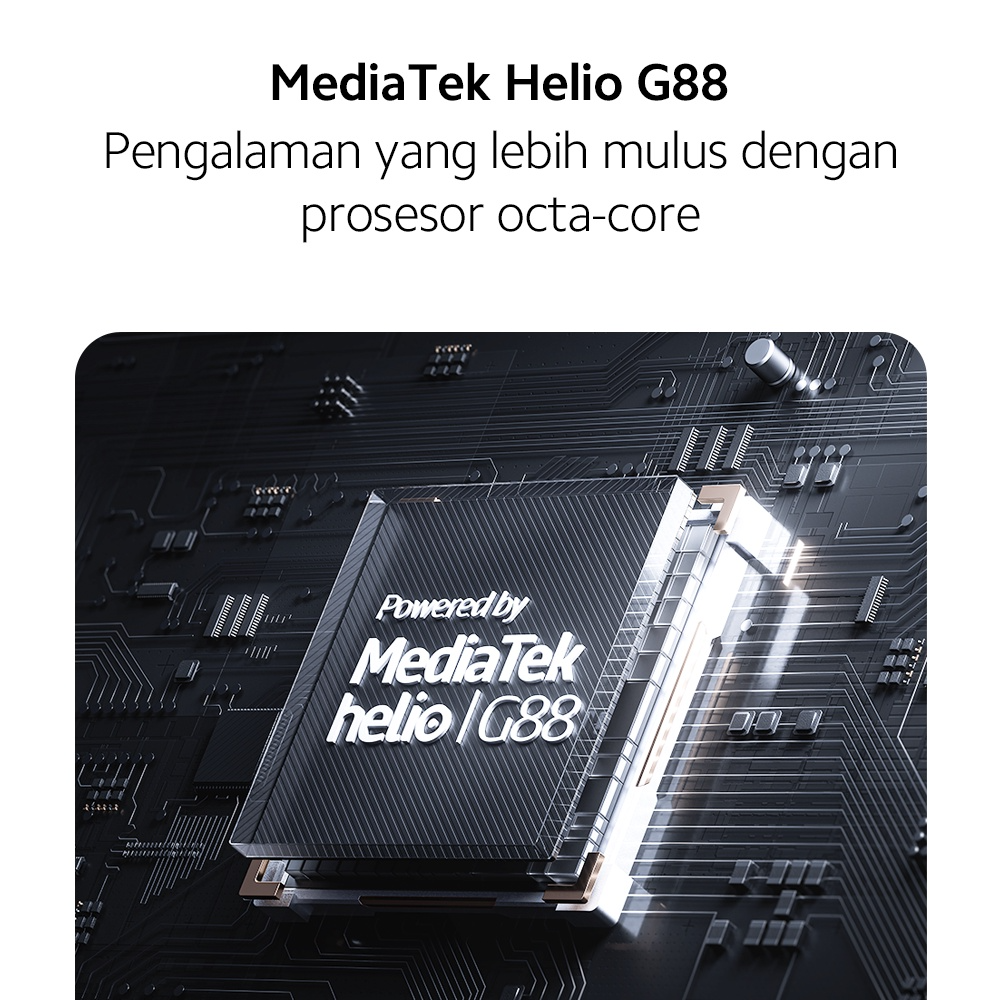 MediaTek Helio G88
Pengalaman yang lebih mulus dengan
prosesor octa-core
Powered by
MediaTek
helio | G88